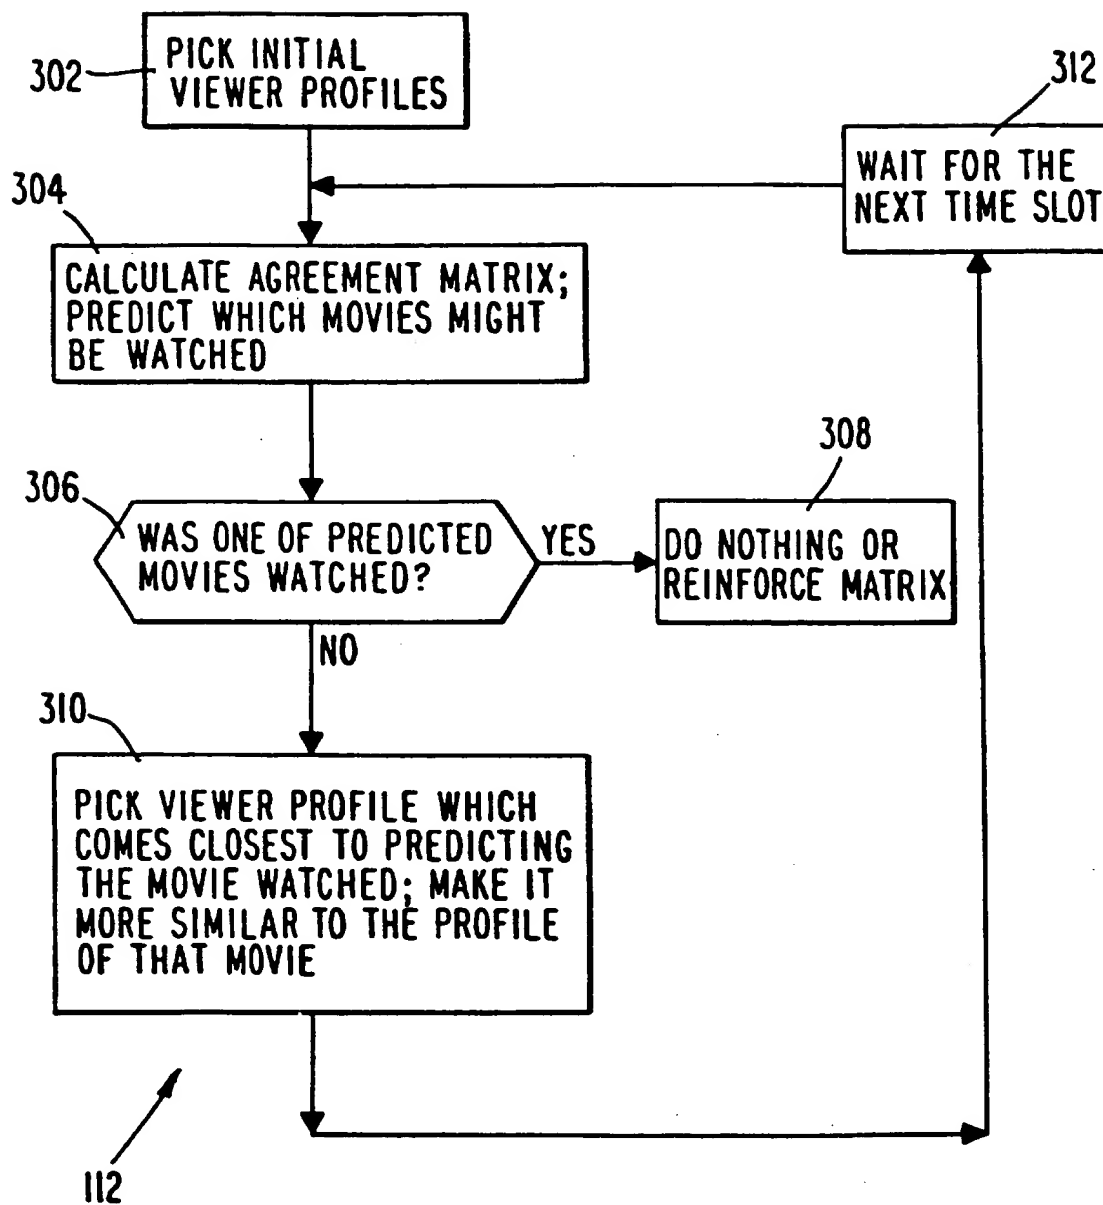 302
PICK INITIAL
VIEWER PROFILES
312
WAIT FOR THE
NEXT TIME SLOT
304
CALCULATE AGREEMENT MATRIX;
PREDICT WHICH MOVIES MIGHT
BE WATCHED
306
WAS ONE OF PREDICTED
MOVIES WATCHED?
YES
308
DO NOTHING OR
REINFORCE MATRIX
NO
310
PICK VIEWER PROFILE WHICH
COMES CLOSEST TO PREDICTING
THE MOVIE WATCHED; MAKE IT
MORE SIMILAR TO THE PROFILE
OF THAT MOVIE
112